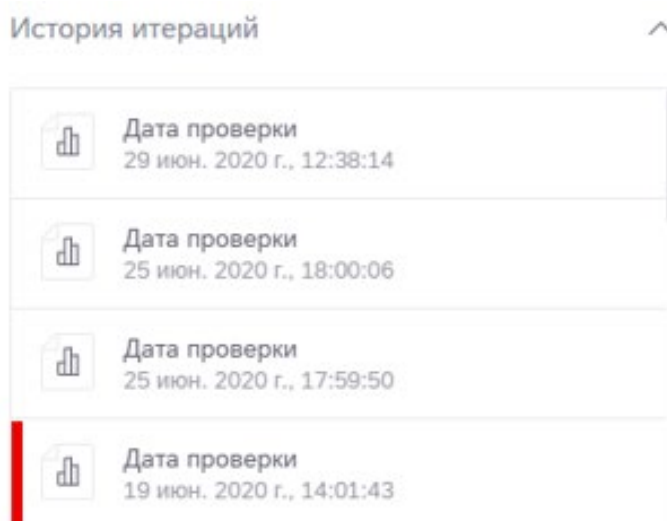 История итераций
Дата проверки
29 июн. 2020 г., 12:38:14
Дата проверки
25 июн. 2020 г., 18:00:06
Дата проверки
25 июн. 2020 г., 17:59:50
Дата проверки
19 июн. 2020 г., 14:01:43